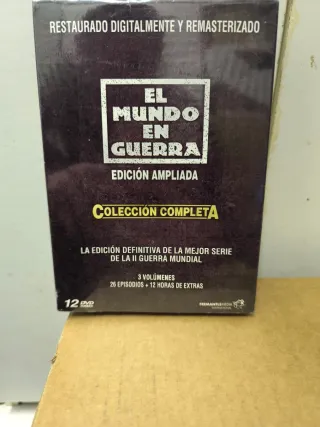 RESTAURADO DIGITALMENTE Y REMASTERIZADO
EL
MUNDO
EN
GUERRA
EDICIÓN AMPLIADA
COLECCIÓN COMPLETA
LA EDICIÓN DEFINITIVA DE LA MEJOR SERIE
DE LA II GUERRA MUNDIAL
3 VOLÚMENES
26 EPISODIOS + 12 HORAS DE EXTRAS
12 DVD
FREMANTLEMEDIA